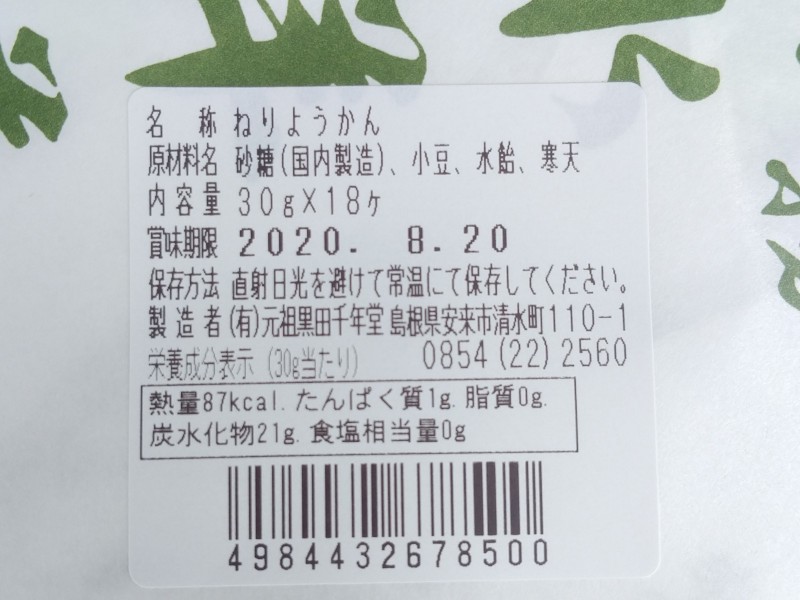 名 称 ねりようかん
原材料名 砂糖(国内製造)、小豆、水飴、寒天
内容量 30g×18ヶ
賞味期限 2020. 8.20
保存方法 直射日光を避けて常温にて保存してください。
製造者 (有)元祖黒田千年堂 島根県安来市清水町110-1
栄養成分表示 (30g当たり) 0854(22)2560
熱量87kcal. たんぱく質1g. 脂質0g.
炭水化物21g. 食塩相当量0g
4984432678500